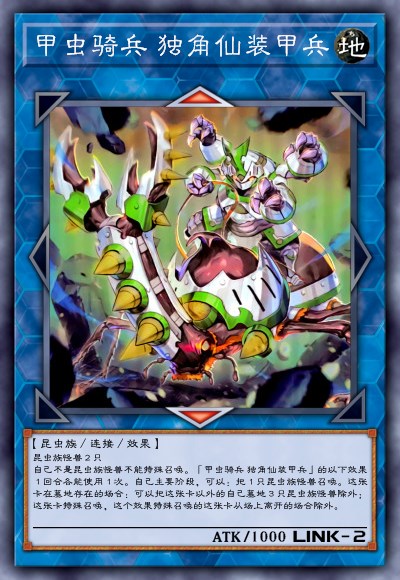 甲虫骑兵 独角仙装甲兵
地
【昆虫族/连接/效果】
昆虫族怪兽2只
自己不是昆虫族怪兽不能特殊召唤。「甲虫骑兵 独角仙装甲兵」的以下效果
1回合各能使用1次。自己主要阶段,可以:把1只昆虫族怪兽召唤。这张
卡在墓地存在的场合:可以把这张卡以外的自己墓地3只昆虫族怪兽除外;
这张卡特殊召唤,这个效果特殊召唤的这张卡从场上离开的场合除外。
ATK/1000 LINK-2